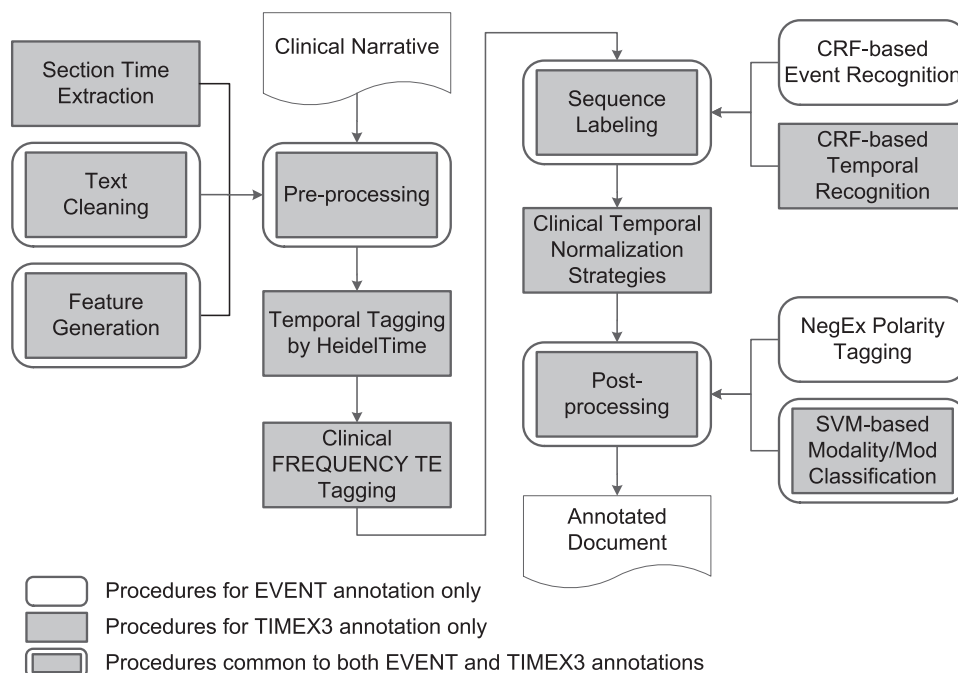 Section Time
Extraction
Text
Cleaning
Feature
Generation
Clinical Narrative
Pre-processing
Temporal Tagging
by HeidelTime
Clinical
FREQUENCY TE
Tagging
Sequence
Labeling
Clinical Temporal
Normalization
Strategies
Post-
processing
Annotated
Document
CRF-based
Event Recognition
CRF-based
Temporal
Recognition
NegEx Polarity
Tagging
SVM-based
Modality/Mod
Classification
Procedures for EVENT annotation only
Procedures for TIMEX3 annotation only
Procedures common to both EVENT and TIMEX3 annotations